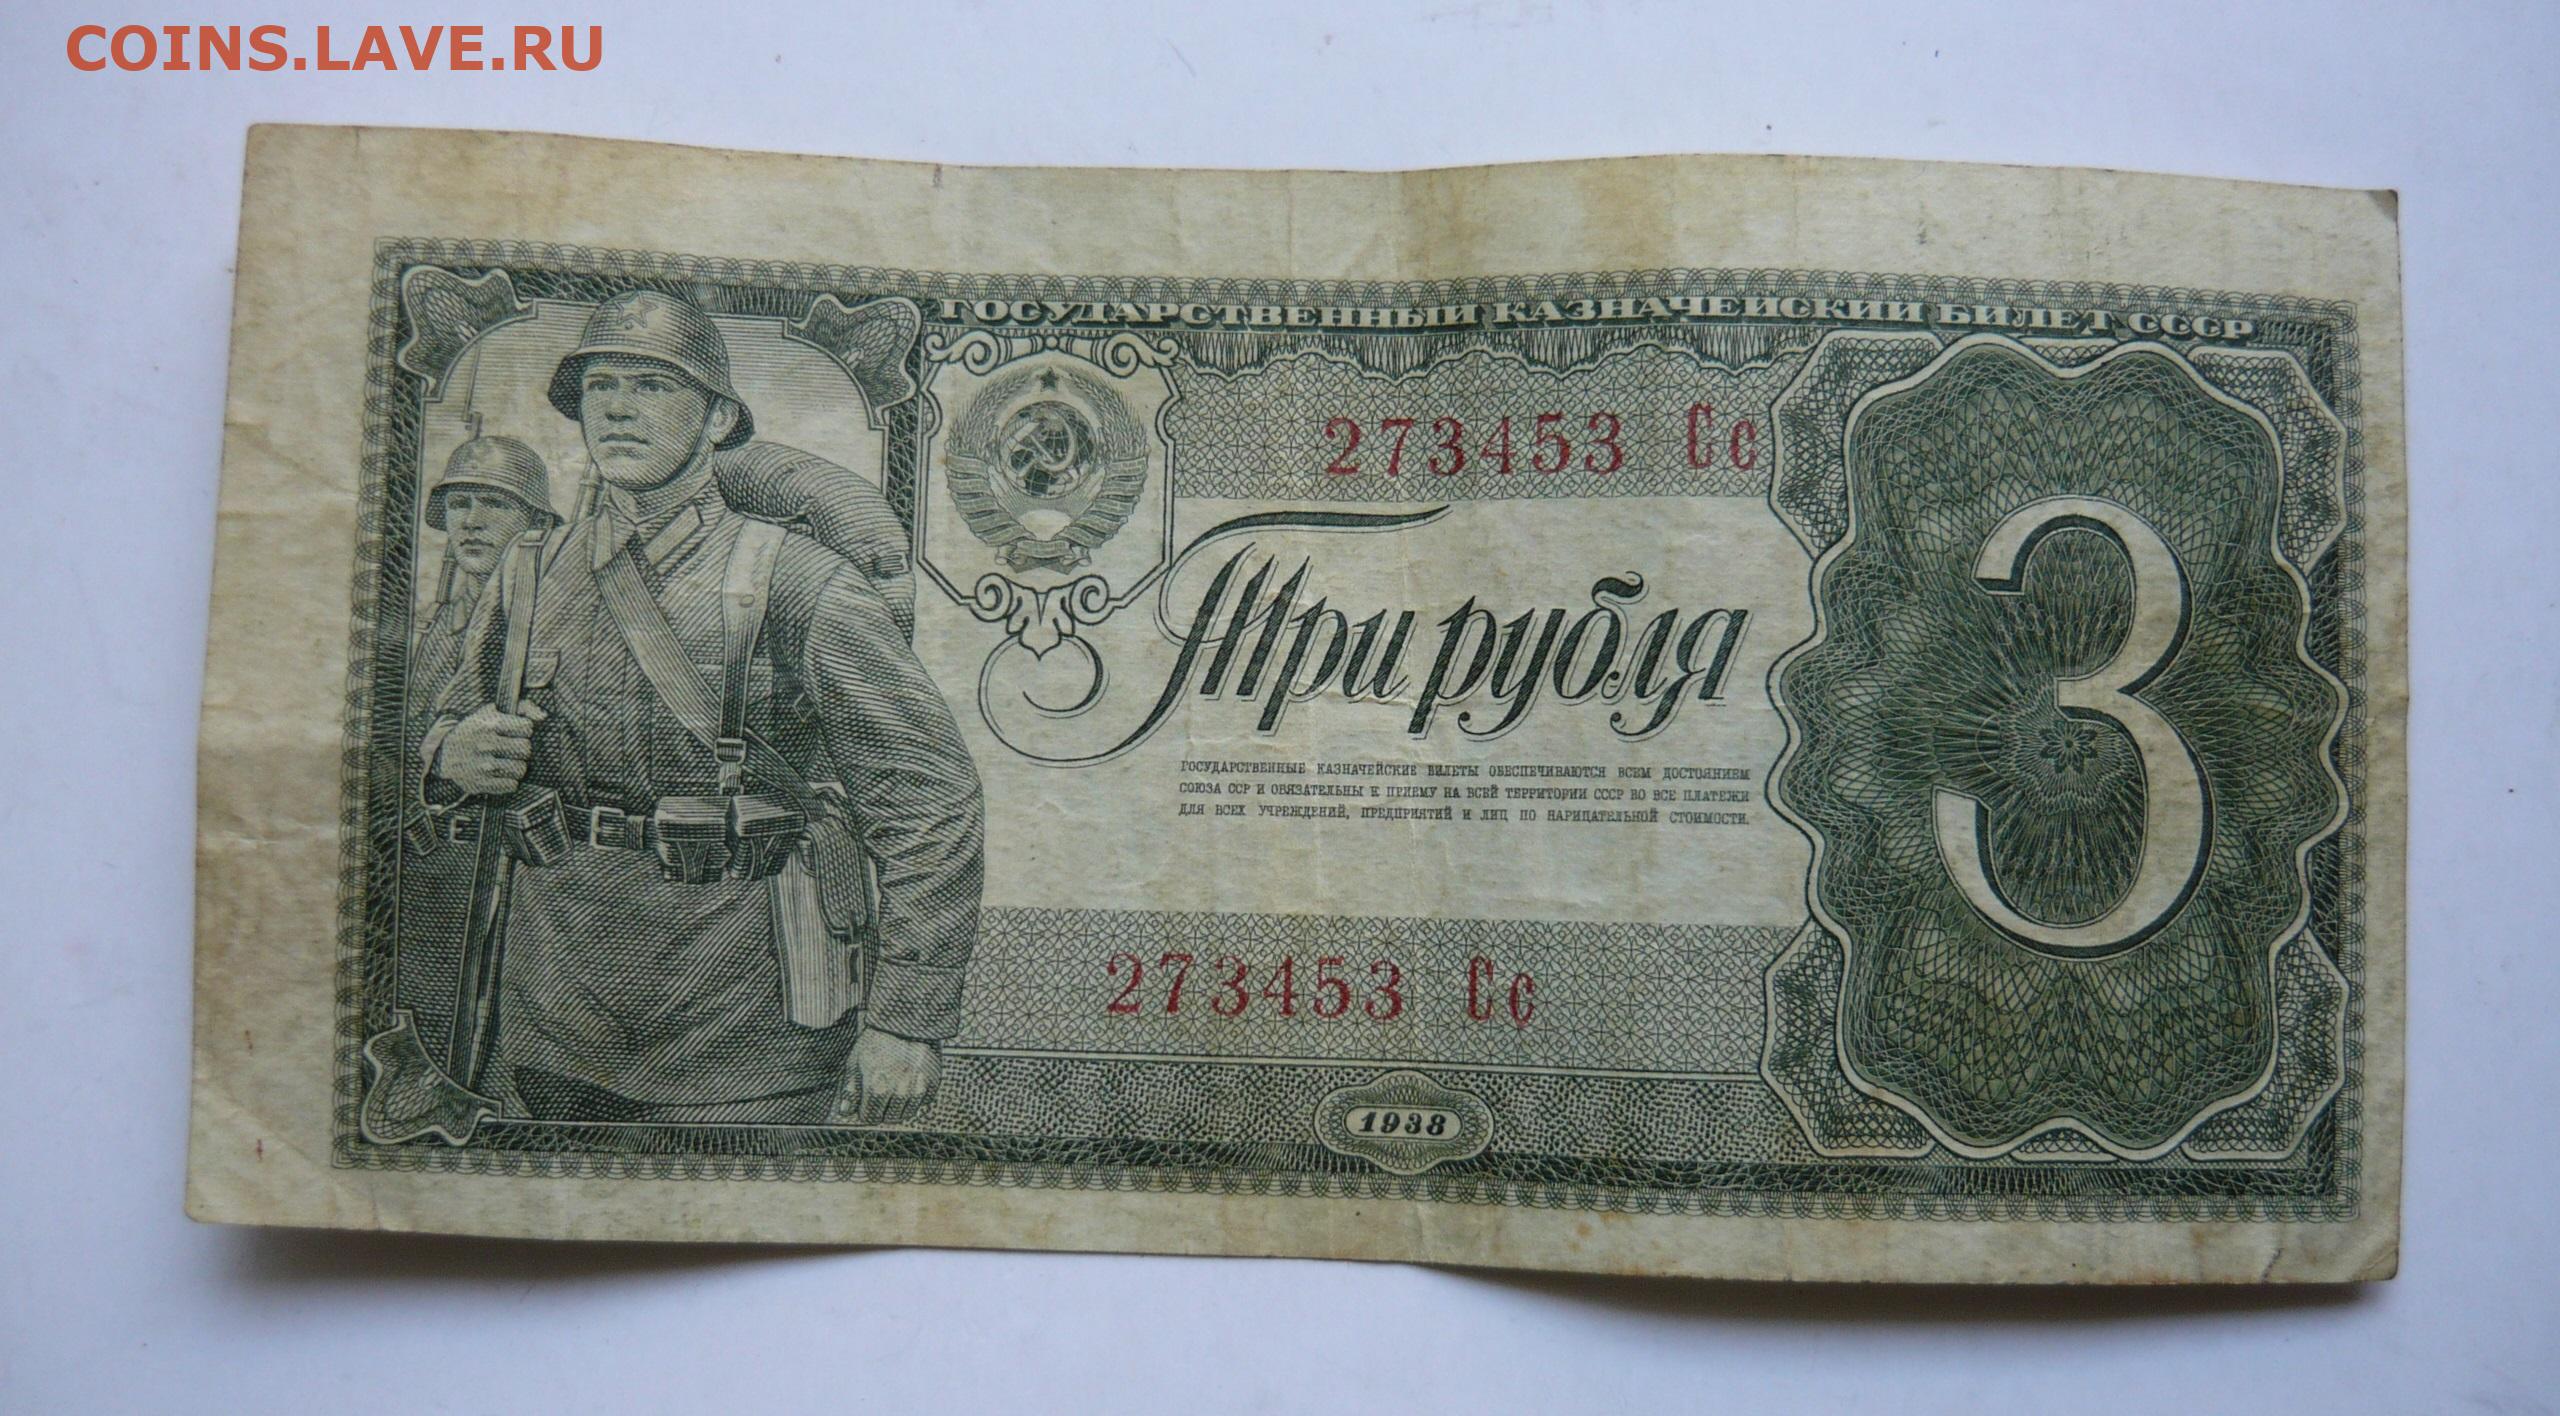 COINS.LAVE.RU
ГОСУДАРСТВЕННЫЙ КАЗНАЧЕЙСКИЙ БИЛЕТ СССР
273453 Сс
Три рубля
3
ГОСУДАРСТВЕННЫЕ КАЗНАЧЕЙСКИЕ БИЛЕТЫ ОБЕСПЕЧИВАЮТСЯ ВСЕМ ДОСТОЯНИЕМ
СОЮЗА ССР И ОБЯЗАТЕЛЬНЫ К ПРИЕМУ НА ВСЕЙ ТЕРРИТОРИИ СССР ВО ВСЕ ПЛАТЕЖИ
ДЛЯ ВСЕХ УЧРЕЖДЕНИЙ, ПРЕДПРИЯТИЙ И ЛИЦ ПО НАРИЦАТЕЛЬНОЙ СТОИМОСТИ.
273453 Сс
1938